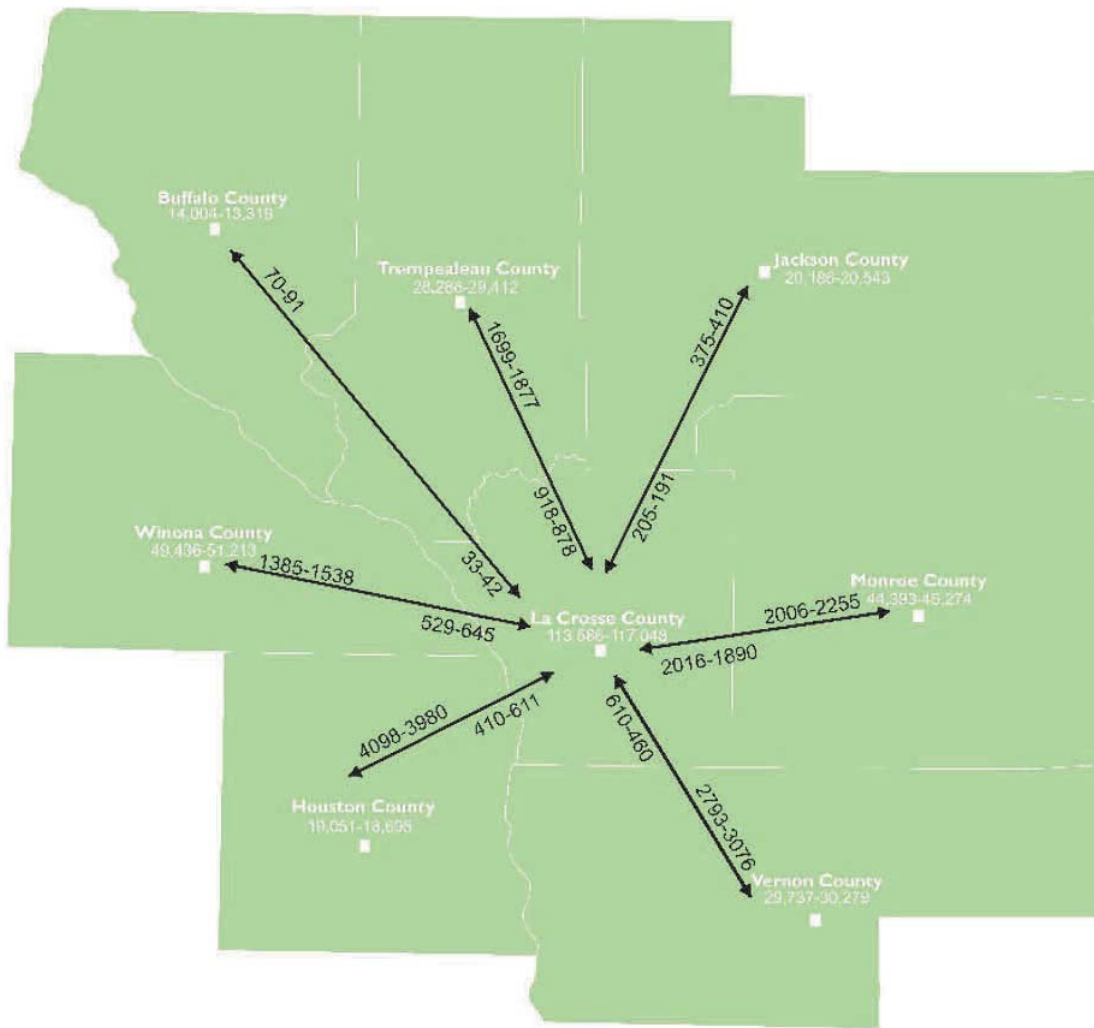 Buffalo County
14,004-13,318
Trempealeau County
28,286-29,412
Jackson County
20,186-20,543
70-91
1699-1877
375-410
918-878
205-191
33-42
Winona County
49,436-51,213
1385-1538
529-645
La Crosse County
113,586-117,048
Monroe County
44,393-45,274
2006-2255
2016-1890
4098-3980
410-611
610-460
Houston County
19,051-18,695
2793-3076
Vernon County
29,737-30,279